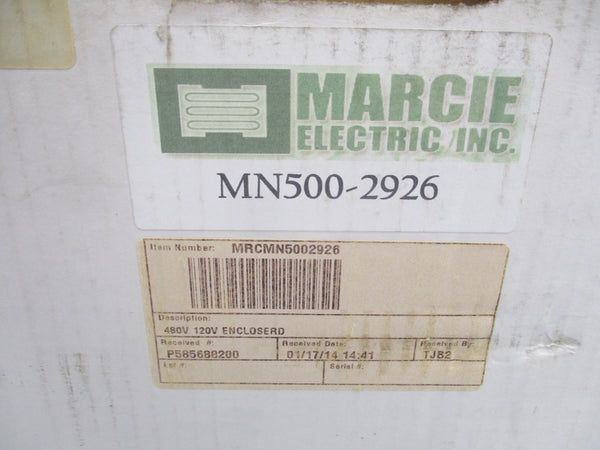 MARCIE
ELECTRIC INC.
MN500-2926
Item Number: MRCMN5002926
Description:
480V 120V ENCLOSERD
Received #: Received Date: Received By:
P585688200 01/17/14 14:41 TJB2
Lot #: Serial #: